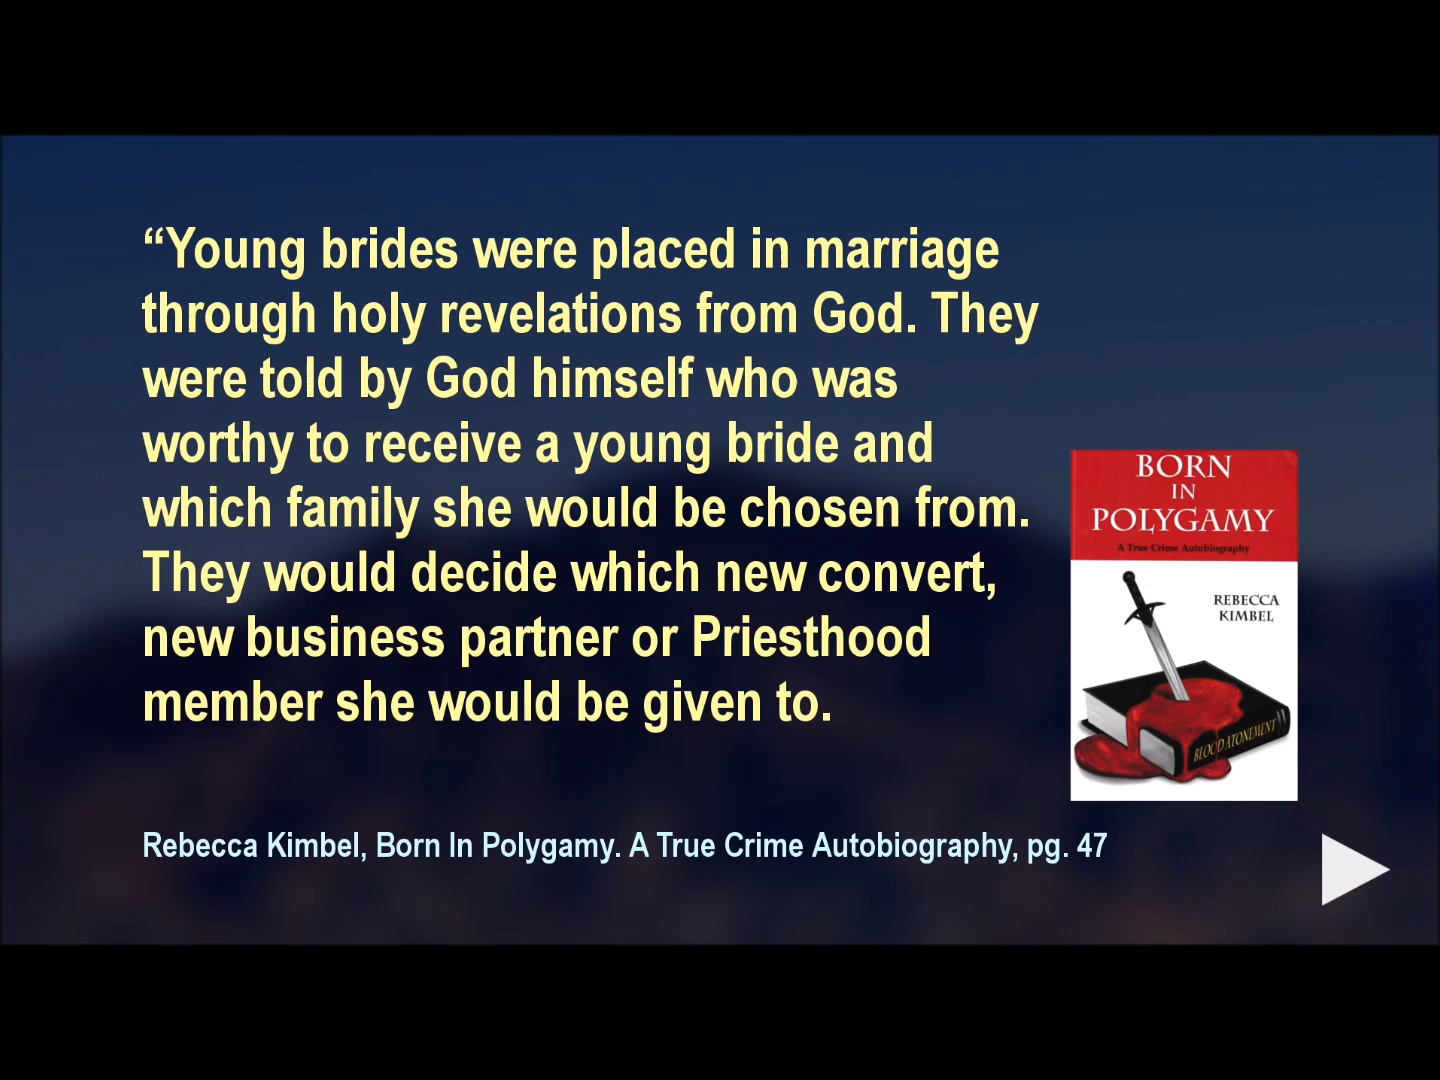 “Young brides were placed in marriage
through holy revelations from God. They
were told by God himself who was
worthy to receive a young bride and
which family she would be chosen from.
They would decide which new convert,
new business partner or Priesthood
member she would be given to.
BORN
IN
POLYGAMY
A True Crime Autobiography
REBECCA
KIMBEL
BLOOD ATONEMENT
Rebecca Kimbel, Born In Polygamy. A True Crime Autobiography, pg. 47